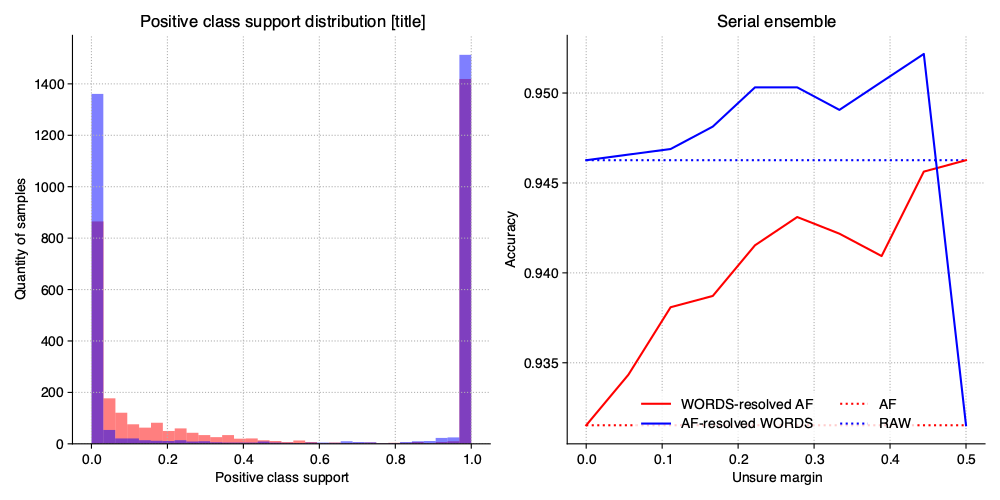 Positive class support distribution [title]
Quantity of samples
1400
1200
1000
800
600
400
200
0
0.0 0.2 0.4 0.6 0.8 1.0
Positive class support
Serial ensemble
Accuracy
0.950
0.945
0.940
0.935
WORDS-resolved AF
AF-resolved WORDS
AF
RAW
0.0 0.1 0.2 0.3 0.4 0.5
Unsure margin